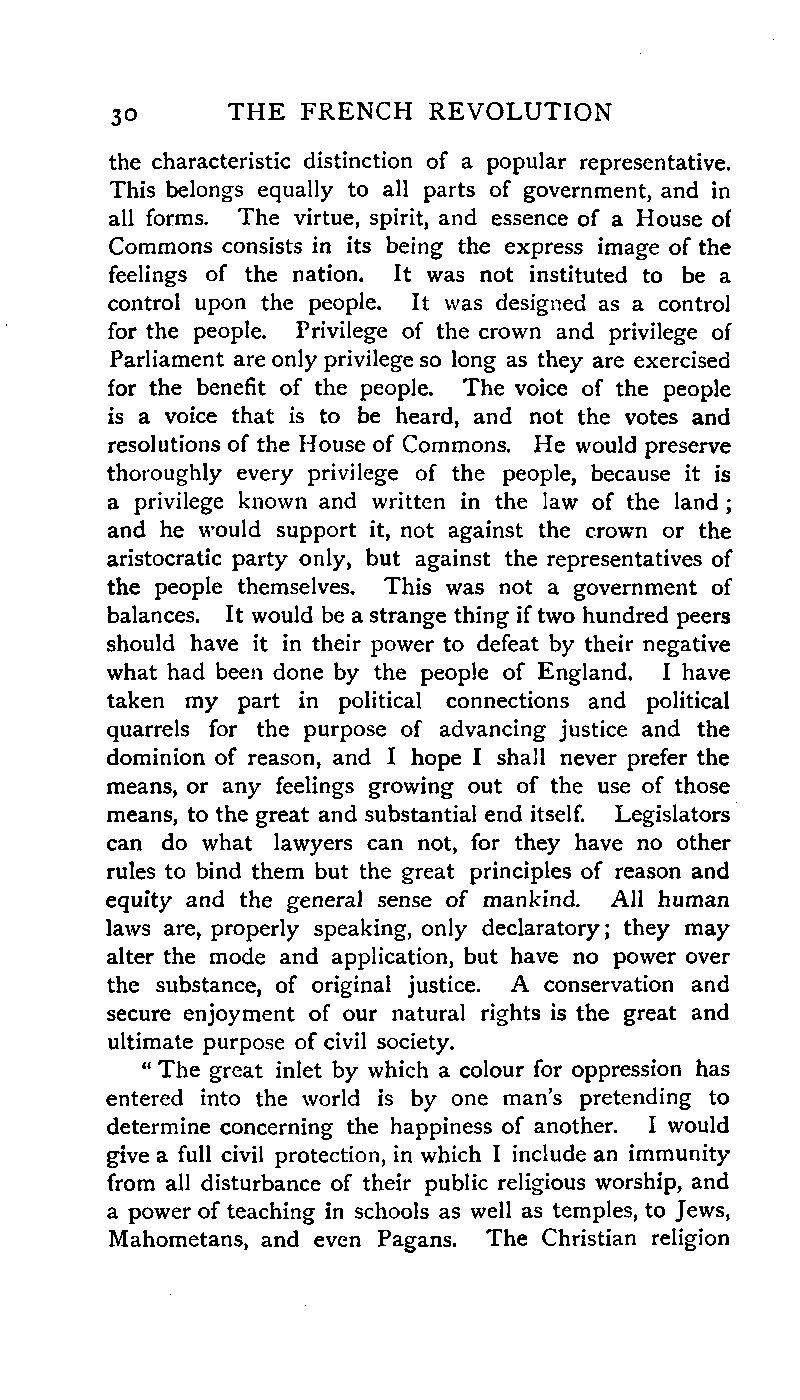 30 THE FRENCH REVOLUTION
the characteristic distinction of a popular representative.
This belongs equally to all parts of government, and in
all forms. The virtue, spirit, and essence of a House of
Commons consists in its being the express image of the
feelings of the nation. It was not instituted to be a
control upon the people. It was designed as a control
for the people. Privilege of the crown and privilege of
Parliament are only privilege so long as they are exercised
for the benefit of the people. The voice of the people
is a voice that is to be heard, and not the votes and
resolutions of the House of Commons. He would preserve
thoroughly every privilege of the people, because it is
a privilege known and written in the law of the land ;
and he would support it, not against the crown or the
aristocratic party only, but against the representatives of
the people themselves. This was not a government of
balances. It would be a strange thing if two hundred peers
should have it in their power to defeat by their negative
what had been done by the people of England. I have
taken my part in political connections and political
quarrels for the purpose of advancing justice and the
dominion of reason, and I hope I shall never prefer the
means, or any feelings growing out of the use of those
means, to the great and substantial end itself. Legislators
can do what lawyers can not, for they have no other
rules to bind them but the great principles of reason and
equity and the general sense of mankind. All human
laws are, properly speaking, only declaratory; they may
alter the mode and application, but have no power over
the substance, of original justice. A conservation and
secure enjoyment of our natural rights is the great and
ultimate purpose of civil society.
“ The great inlet by which a colour for oppression has
entered into the world is by one man's pretending to
determine concerning the happiness of another. I would
give a full civil protection, in which I include an immunity
from all disturbance of their public religious worship, and
a power of teaching in schools as well as temples, to Jews,
Mahometans, and even Pagans. The Christian religion